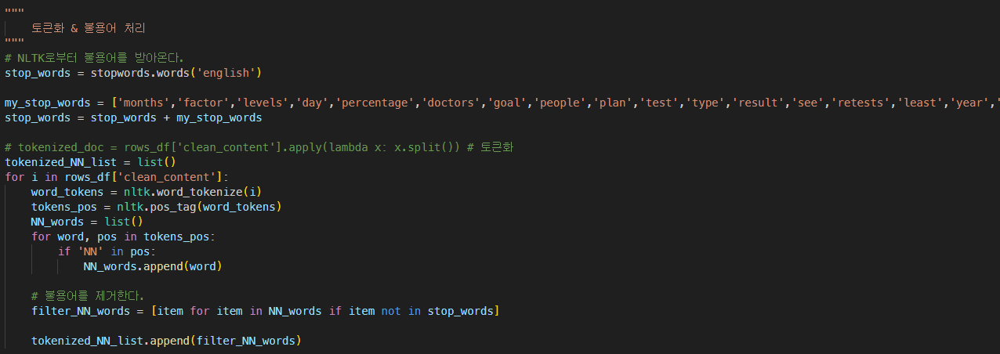 """
    토큰화 & 불용어 처리
"""
# NLTK로부터 불용어를 받아온다.
stop_words = stopwords.words('english')

my_stop_words = ['months','factor','levels','day','percentage','doctors','goal','people','plan','test','type','result','see','retests','least','year','
stop_words = stop_words + my_stop_words

# tokenized_doc = rows_df['clean_content'].apply(lambda x: x.split()) # 토큰화
tokenized_NN_list = list()
for i in rows_df['clean_content']:
    word_tokens = nltk.word_tokenize(i)
    tokens_pos = nltk.pos_tag(word_tokens)
    NN_words = list()
    for word, pos in tokens_pos:
        if 'NN' in pos:
            NN_words.append(word)

    # 불용어를 제거한다.
    filter_NN_words = [item for item in NN_words if item not in stop_words]

    tokenized_NN_list.append(filter_NN_words)